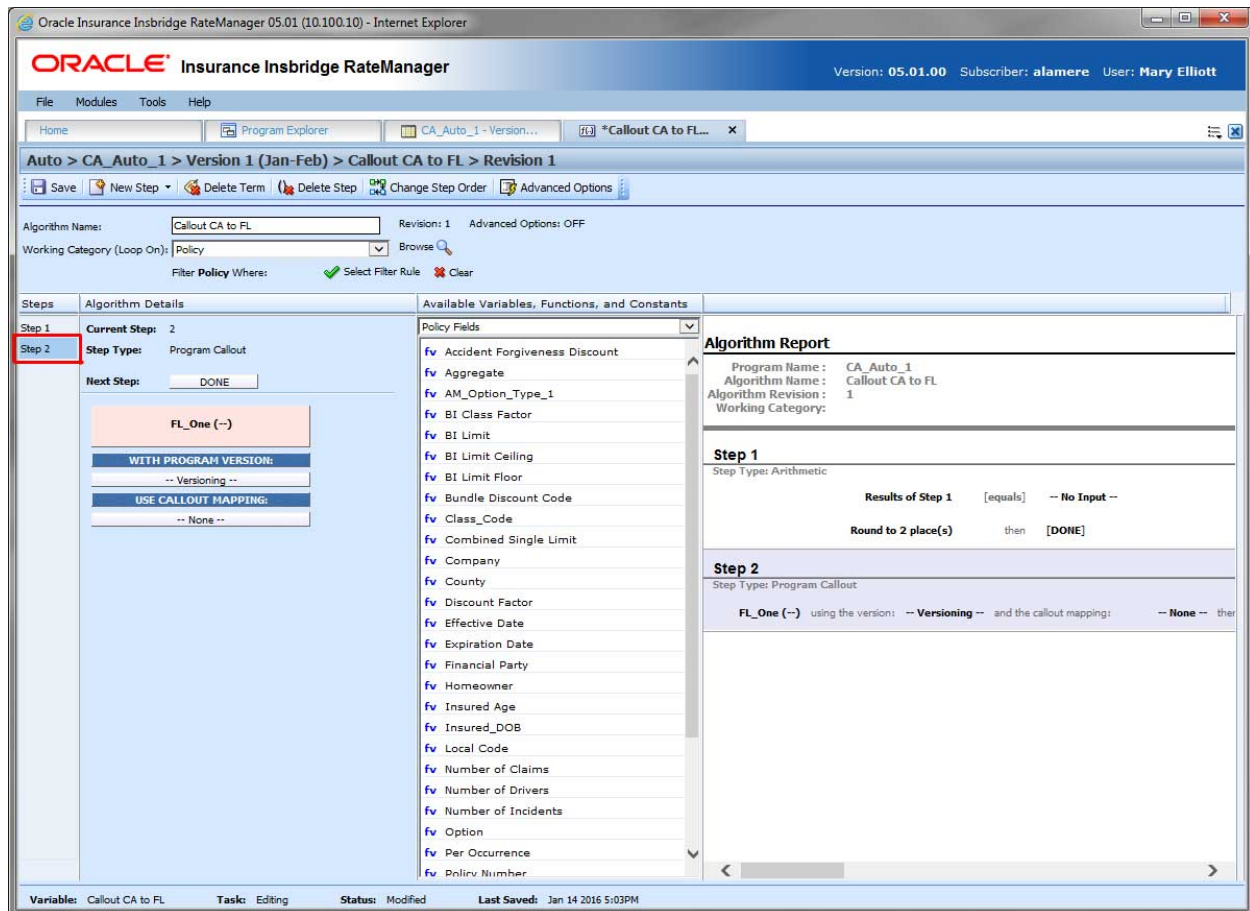 Oracle Insurance Insbridge RateManager 05.01 (10.100.10) - Internet Explorer
ORACLE Insurance Insbridge RateManager
Version: 05.01.00 Subscriber: alamere User: Mary Elliott
File Modules Tools Help
Home Program Explorer CA_Auto_1 - Version... *Callout CA to FL... x
Auto > CA_Auto_1 > Version 1 (Jan-Feb) > Callout CA to FL > Revision 1
Save New Step Delete Term Delete Step Change Step Order Advanced Options
Algorithm Name: Callout CA to FL Revision: 1 Advanced Options: OFF
Working Category (Loop On): Policy Browse
Filter Policy Where: Select Filter Rule Clear
Steps Algorithm Details Available Variables, Functions, and Constants
Step 1
Step 2
Current Step: 2
Step Type: Program Callout
Next Step: DONE
FL_One (--)
WITH PROGRAM VERSION:
-- Versioning --
USE CALLOUT MAPPING:
-- None --
Policy Fields
fv Accident Forgiveness Discount
fv Aggregate
fv AM_Option_Type_1
fv BI Class Factor
fv BI Limit
fv BI Limit Ceiling
fv BI Limit Floor
fv Bundle Discount Code
fv Class_Code
fv Combined Single Limit
fv Company
fv County
fv Discount Factor
fv Effective Date
fv Expiration Date
fv Financial Party
fv Homeowner
fv Insured Age
fv Insured_DOB
fv Local Code
fv Number of Claims
fv Number of Drivers
fv Number of Incidents
fv Option
fv Per Occurrence
fv Policy Number
Algorithm Report
Program Name : CA_Auto_1
Algorithm Name : Callout CA to FL
Algorithm Revision : 1
Working Category:
Step 1
Step Type: Arithmetic
Results of Step 1 [equals] -- No Input --
Round to 2 place(s) then [DONE]
Step 2
Step Type: Program Callout
FL_One (--) using the version: -- Versioning -- and the callout mapping: -- None -- ther
Variable: Callout CA to FL Task: Editing Status: Modified Last Saved: Jan 14 2016 5:03PM